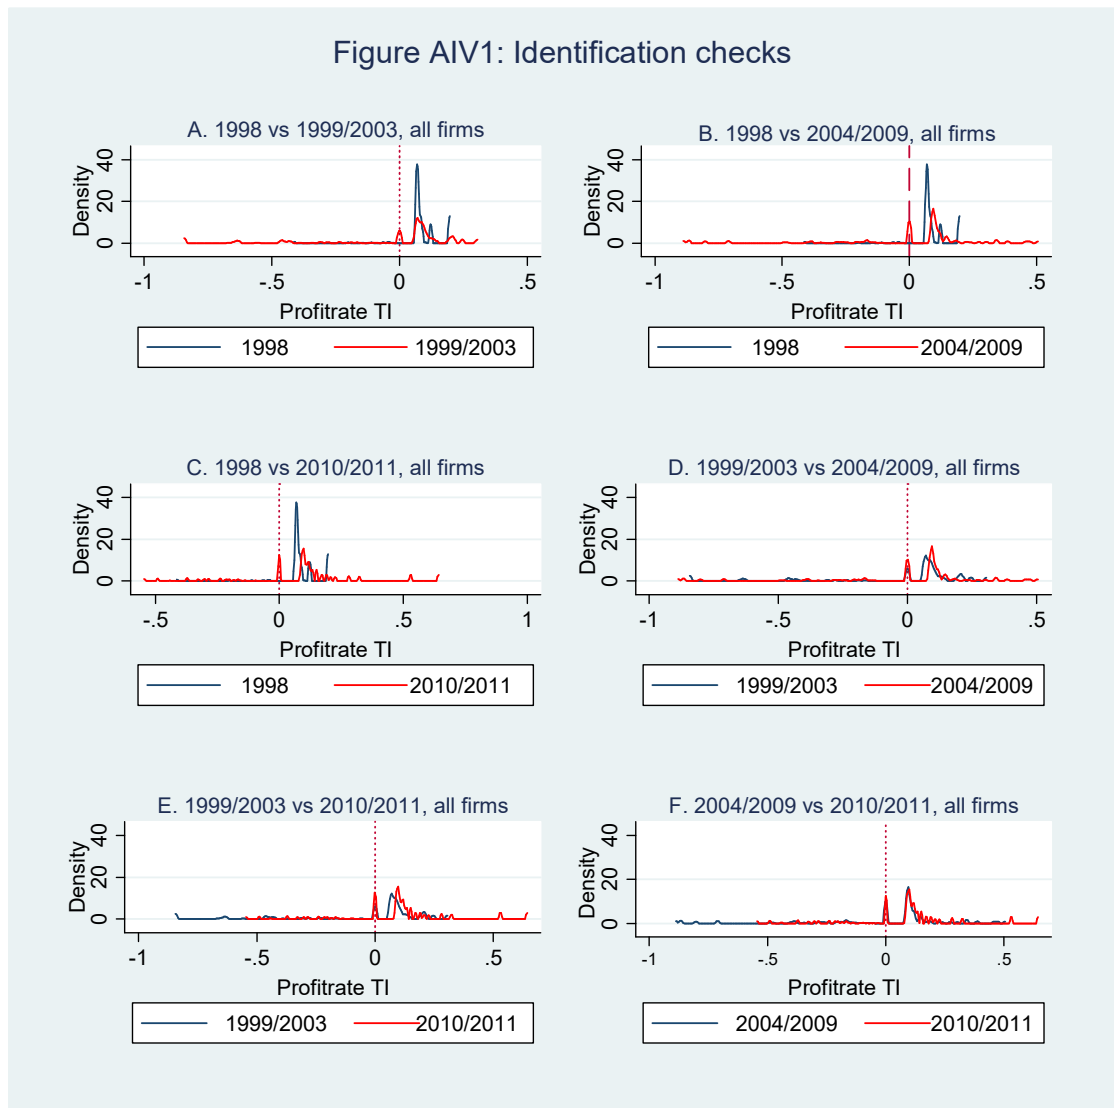 Figure AIV1: Identification checks
A. 1998 vs 1999/2003, all firms
Density
0 20 40
-1 -.5 0 .5
Profitrate TI
1998 1999/2003
B. 1998 vs 2004/2009, all firms
Density
0 20 40
-1 -.5 0 .5
Profitrate TI
1998 2004/2009
C. 1998 vs 2010/2011, all firms
Density
0 20 40
-.5 0 .5 1
Profitrate TI
1998 2010/2011
D. 1999/2003 vs 2004/2009, all firms
Density
0 20 40
-1 -.5 0 .5
Profitrate TI
1999/2003 2004/2009
E. 1999/2003 vs 2010/2011, all firms
Density
0 20 40
-1 -.5 0 .5
Profitrate TI
1999/2003 2010/2011
F. 2004/2009 vs 2010/2011, all firms
Density
0 20 40
-1 -.5 0 .5
Profitrate TI
2004/2009 2010/2011